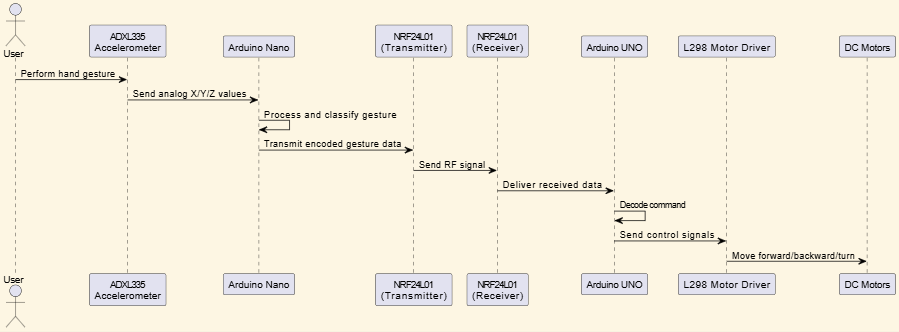 User
ADXL335
Accelerometer
Arduino Nano
NRF24L01
(Transmitter)
NRF24L01
(Receiver)
Arduino UNO
L298 Motor Driver
DC Motors
Perform hand gesture
Send analog X/Y/Z values
Process and classify gesture
Transmit encoded gesture data
Send RF signal
Deliver received data
Decode command
Send control signals
Move forward/backward/turn
User
ADXL335
Accelerometer
Arduino Nano
NRF24L01
(Transmitter)
NRF24L01
(Receiver)
Arduino UNO
L298 Motor Driver
DC Motors